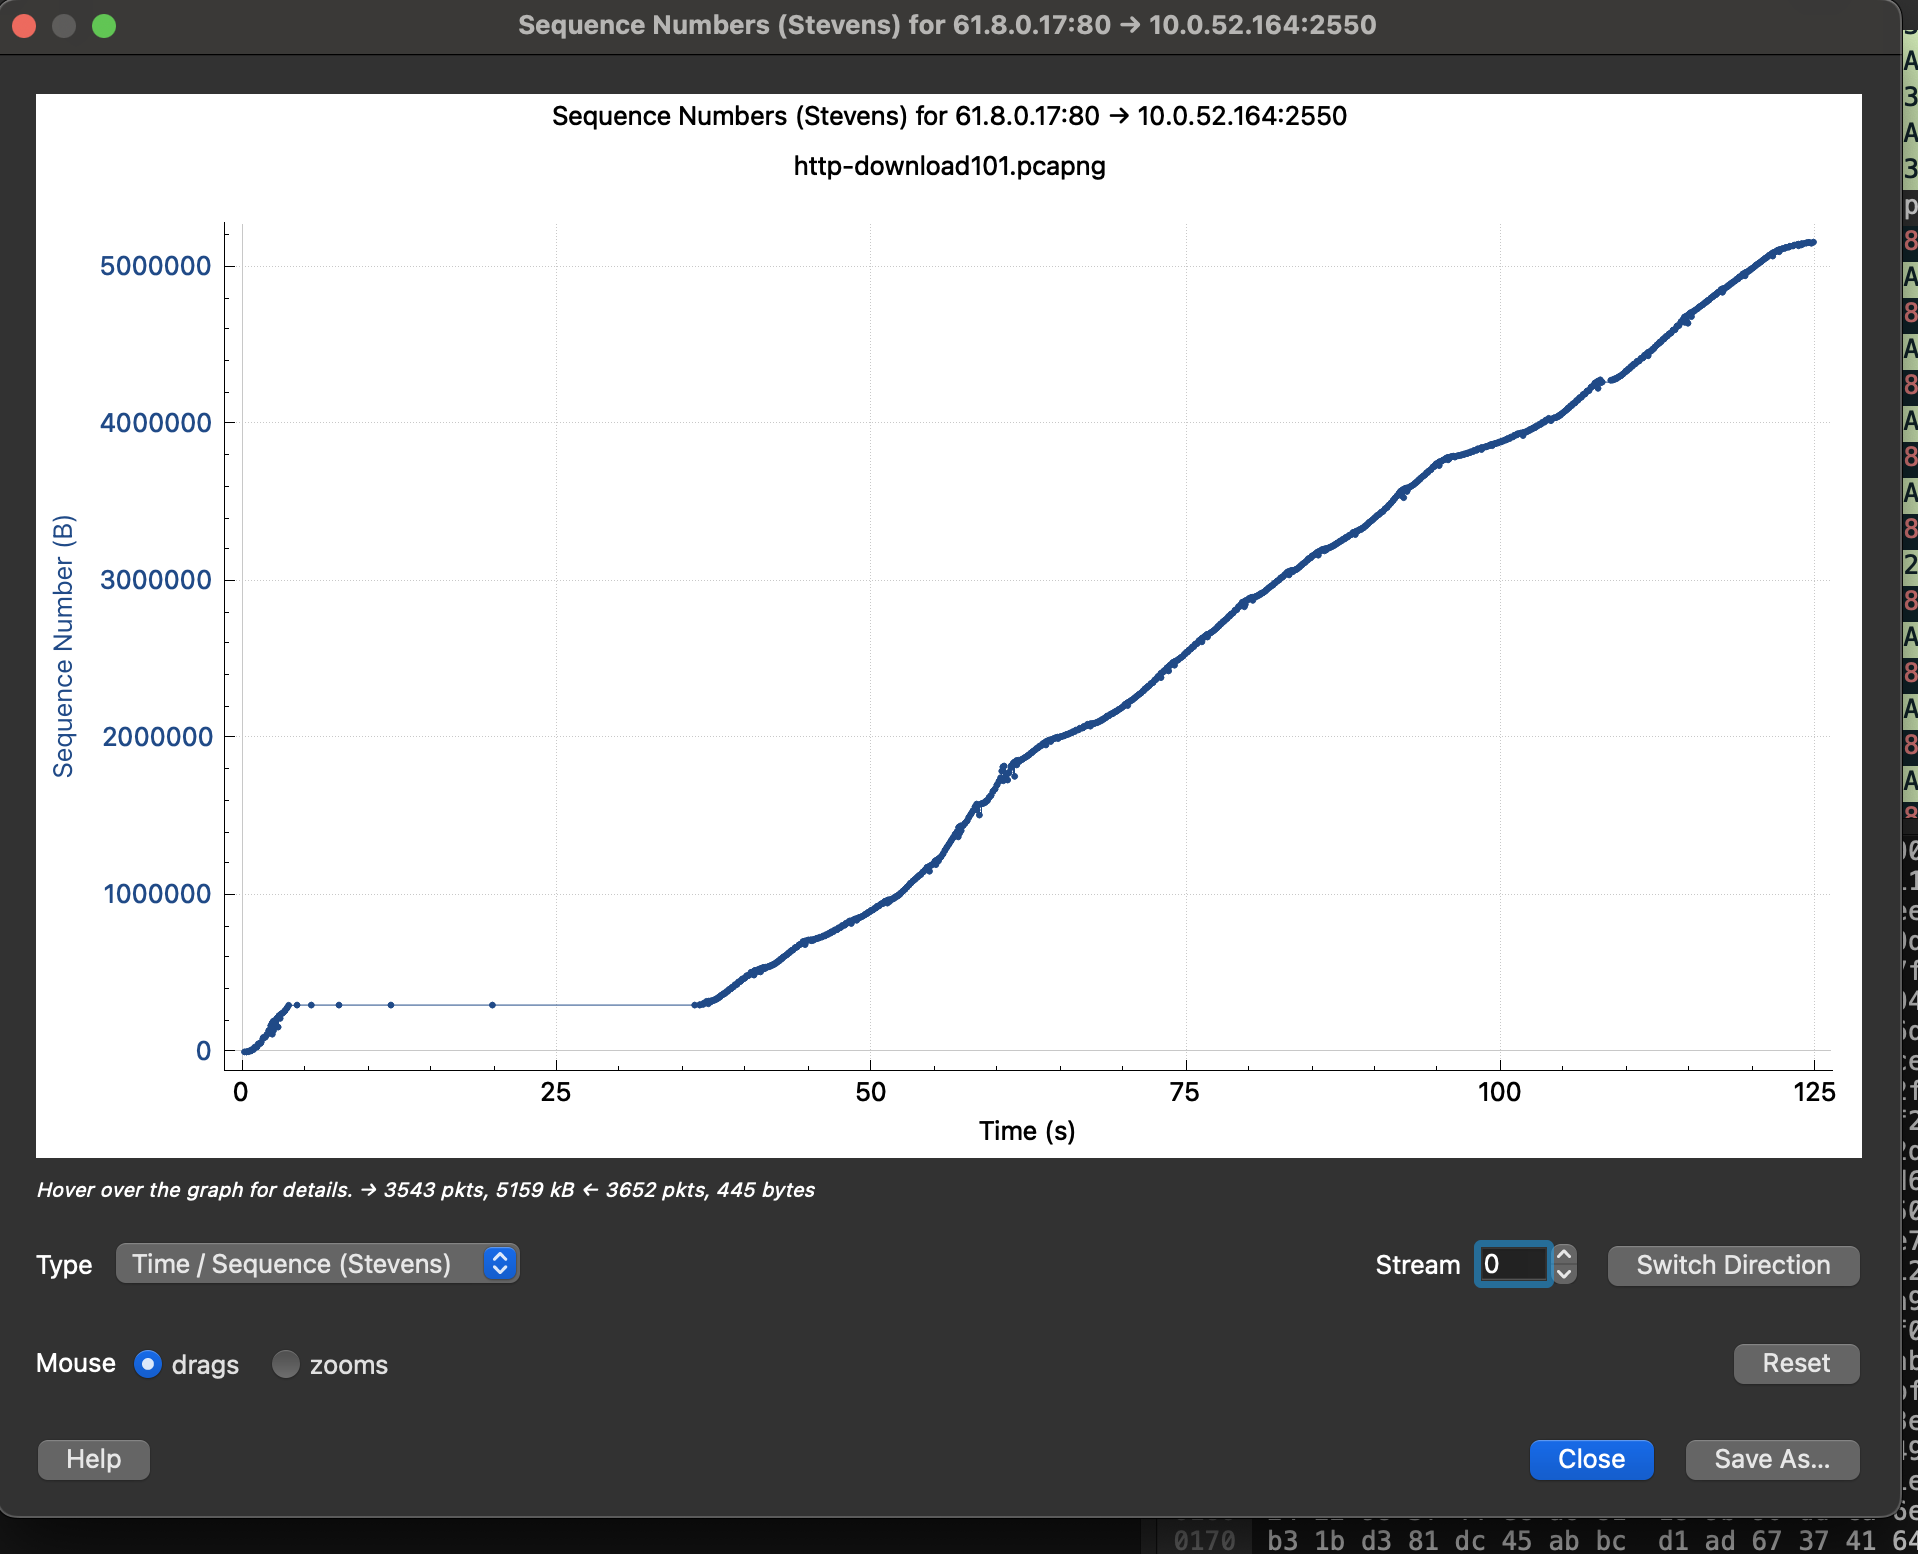 Sequence Numbers (Stevens) for 61.8.0.17:80 → 10.0.52.164:2550
Sequence Numbers (Stevens) for 61.8.0.17:80 → 10.0.52.164:2550
http-download101.pcapng
Sequence Number (B)
5000000
4000000
3000000
2000000
1000000
0
0 25 50 75 100 125
Time (s)
Hover over the graph for details. → 3543 pkts, 5159 kB ← 3652 pkts, 445 bytes
Type Time / Sequence (Stevens) Stream 0 Switch Direction
Mouse drags zooms Reset
Help Close Save As...
0170 b3 1b d3 81 dc 45 ab bc d1 ad 67 37 41 64